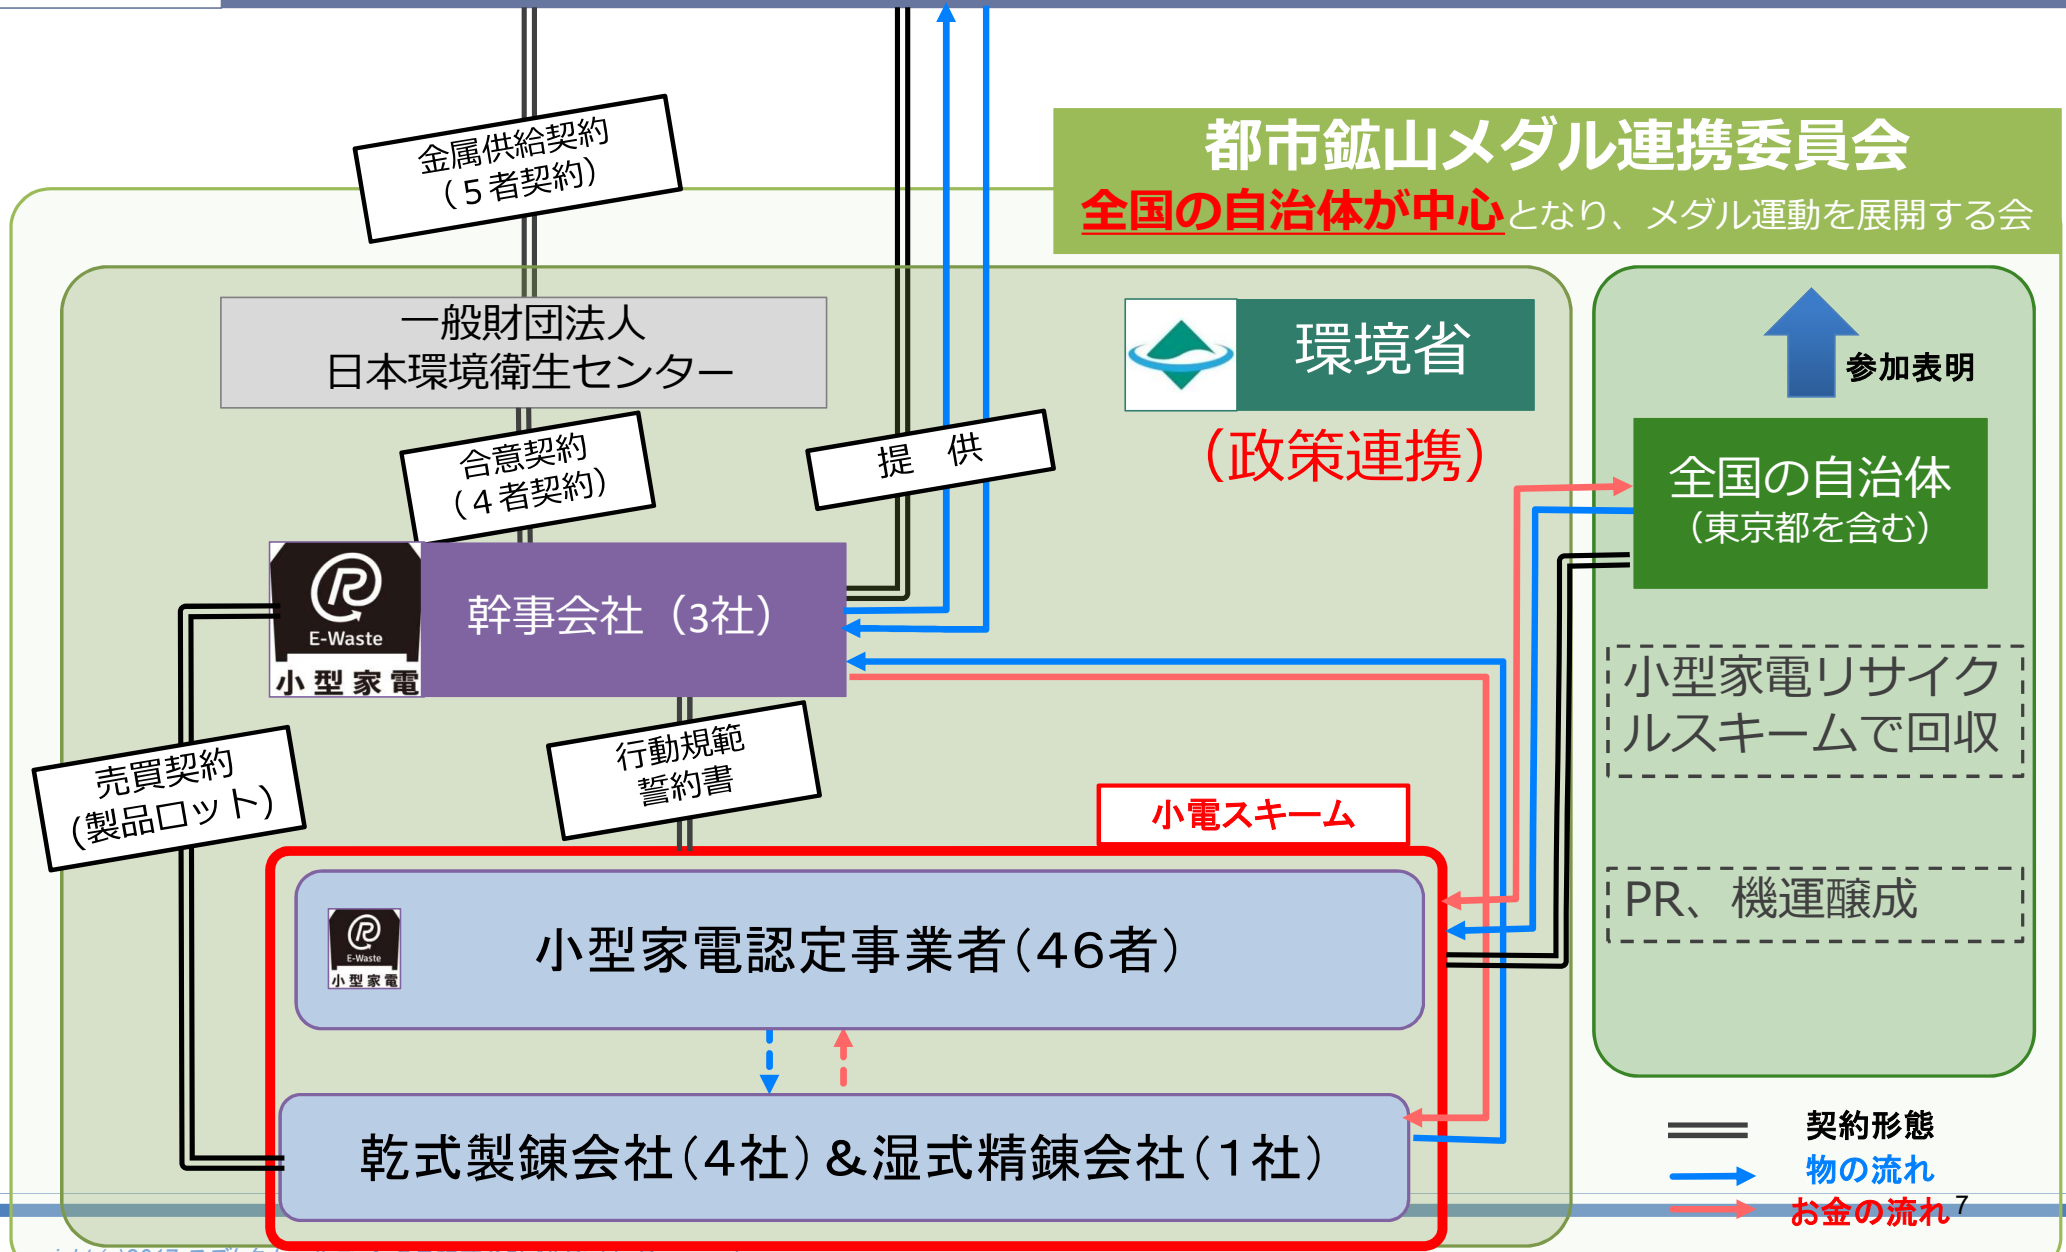 金属供給契約
（５者契約）
都市鉱山メダル連携委員会
全国の自治体が中心となり、メダル運動を展開する会
一般財団法人
日本環境衛生センター
環境省
（政策連携）
参加表明
合意契約
（４者契約）
提　供
全国の自治体
（東京都を含む）
E-Waste
小型家電
幹事会社（3社）
小型家電リサイク
ルスキームで回収
売買契約
(製品ロット)
行動規範
誓約書
小電スキーム
PR、機運醸成
E-Waste
小型家電
小型家電認定事業者（４６者）
乾式製錬会社（４社）＆湿式精錬会社（１社）
契約形態
物の流れ
お金の流れ
7